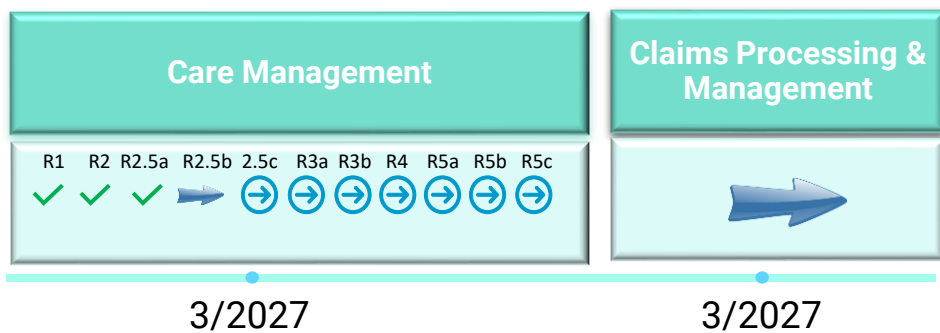 Care Management
Claims Processing &
Management
R1 R2 R2.5a R2.5b 2.5c R3a R3b R4 R5a R5b R5c
3/2027
3/2027